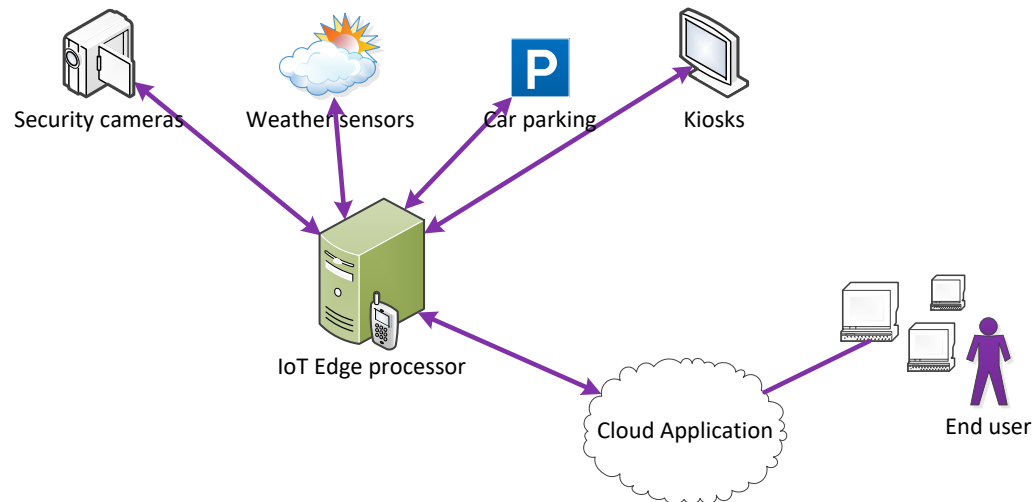 P
Security cameras
Weather sensors
Car parking
Kiosks
IoT Edge processor
Cloud Application
End user